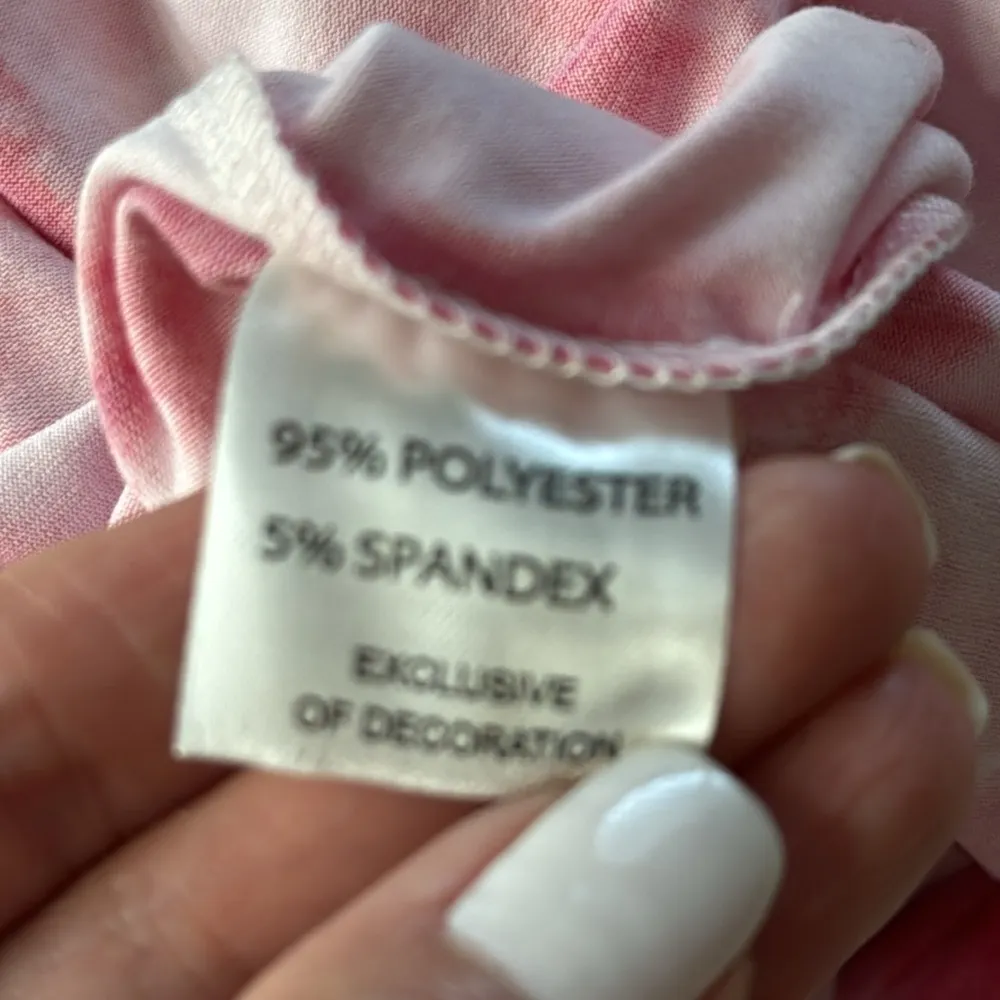 95% POLYESTER
5% SPANDEX
EXCLUSIVE
OF DECORATION